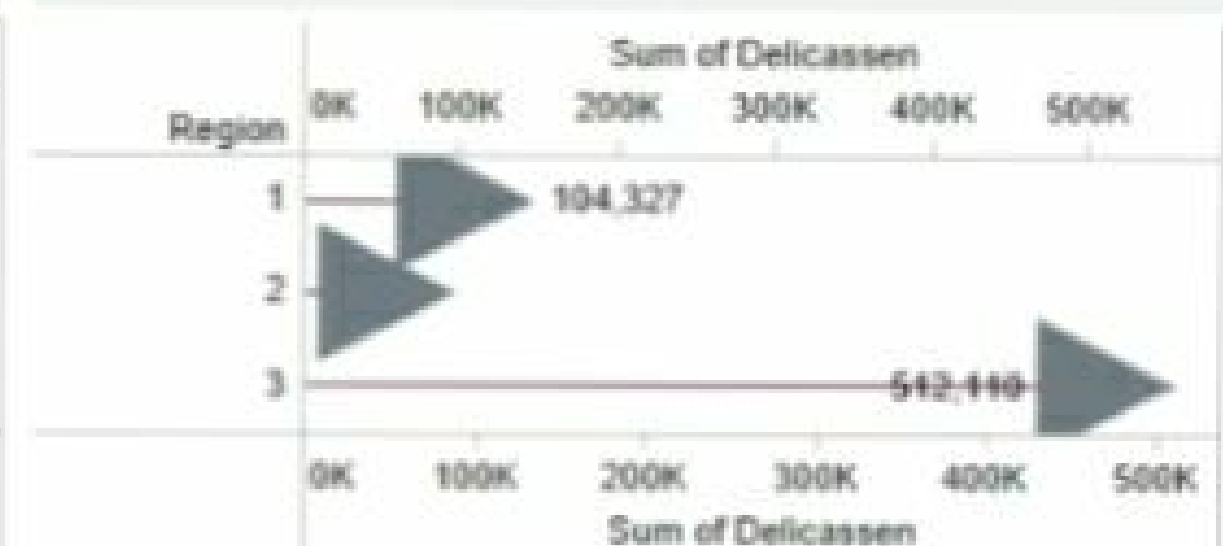 Sum of Delicassen
0K 100K 200K 300K 400K 500K
Region
1 104,327
2
3 512,110
0K 100K 200K 300K 400K 500K
Sum of Delicassen